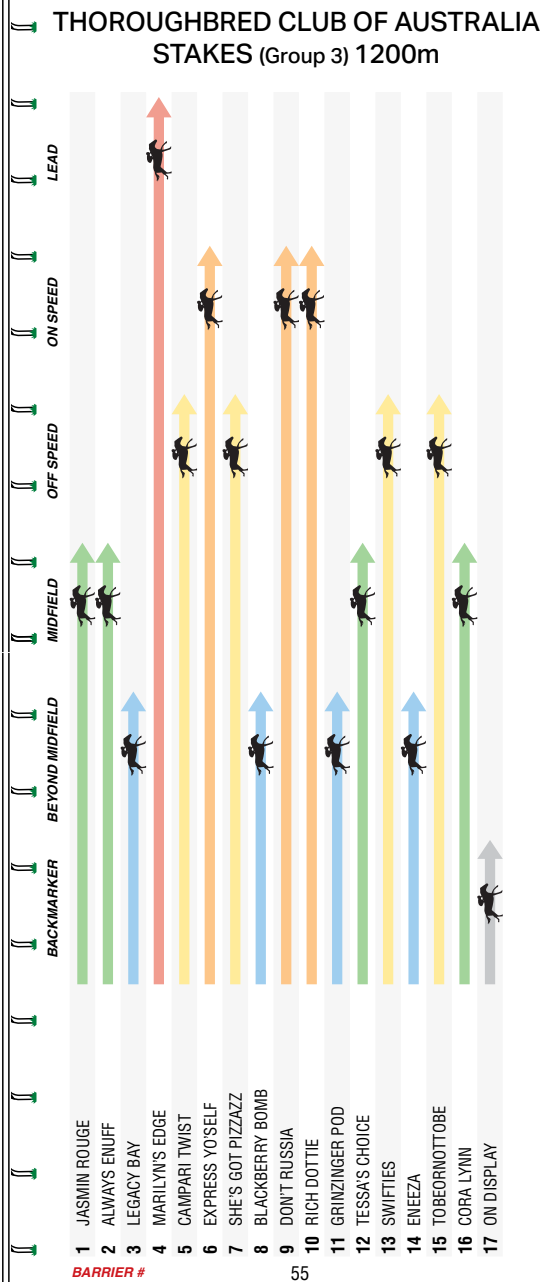 THOROUGHBRED CLUB OF AUSTRALIA
STAKES (Group 3) 1200m
LEAD
ON SPEED
OFF SPEED
MIDFIELD
BEYOND MIDFIELD
BACKMARKER
1 JASMIN ROUGE
2 ALWAYS ENUFF
3 LEGACY BAY
4 MARILYN'S EDGE
5 CAMPARI TWIST
6 EXPRESS YO'SELF
7 SHE'S GOT PIZZAZZ
8 BLACKBERRY BOMB
9 DON'T RUSSIA
10 RICH DOTTIE
11 GRINZINGER POD
12 TESSA'S CHOICE
13 SWIFTIES
14 ENEEZA
15 TOBEORNOTTOBE
16 CORA LYNN
17 ON DISPLAY
BARRIER #
55